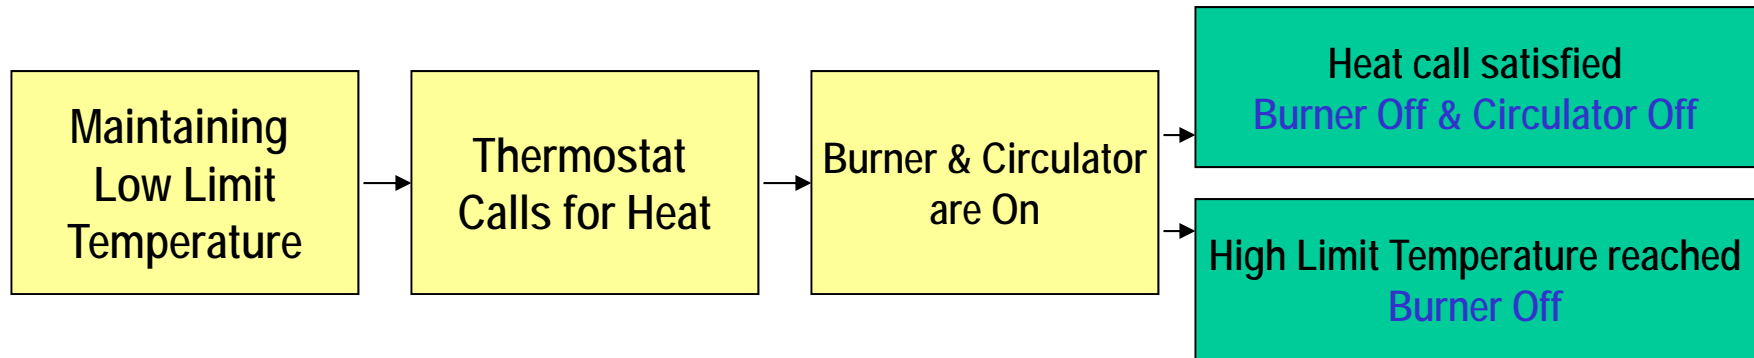 Maintaining
Low Limit
Temperature
Thermostat
Calls for Heat
Burner & Circulator
are On
Heat call satisfied
Burner Off & Circulator Off
High Limit Temperature reached
Burner Off